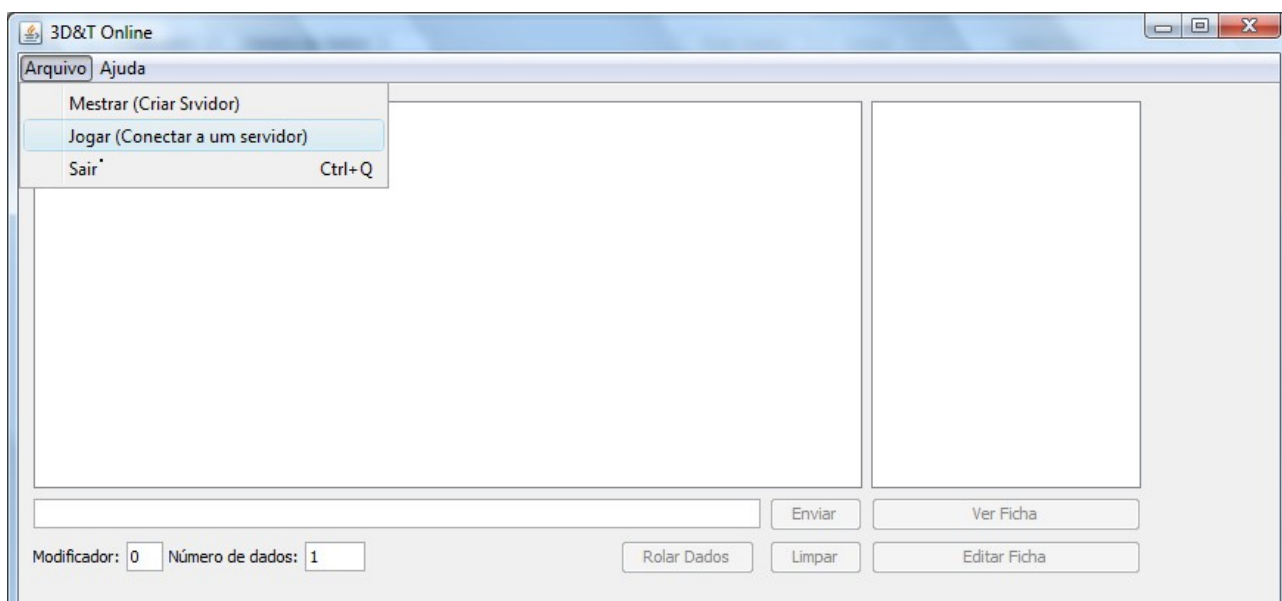 3D&T Online
Arquivo Ajuda
Mestrar (Criar Srvidor)
Jogar (Conectar a um servidor)
Sair Ctrl+Q
Enviar Ver Ficha
Modificador: 0 Número de dados: 1 Rolar Dados Limpar Editar Ficha